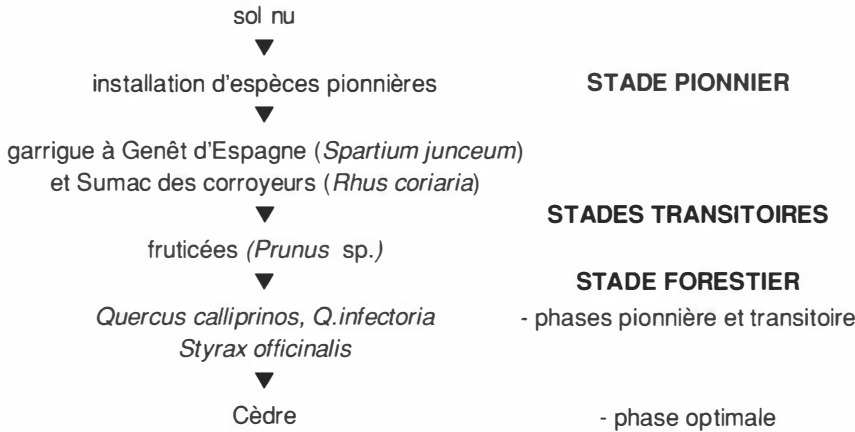 sol nu
▼
installation d'espèces pionnières STADE PIONNIER
▼
garrigue à Genêt d'Espagne (Spartium junceum)
et Sumac des corroyeurs (Rhus coriaria)
▼ STADES TRANSITOIRES
fruticées (Prunus sp.)
▼ STADE FORESTIER
Quercus calliprinos, Q.infectoria - phases pionnière et transitoire
Styrax officinalis
▼
Cèdre - phase optimale